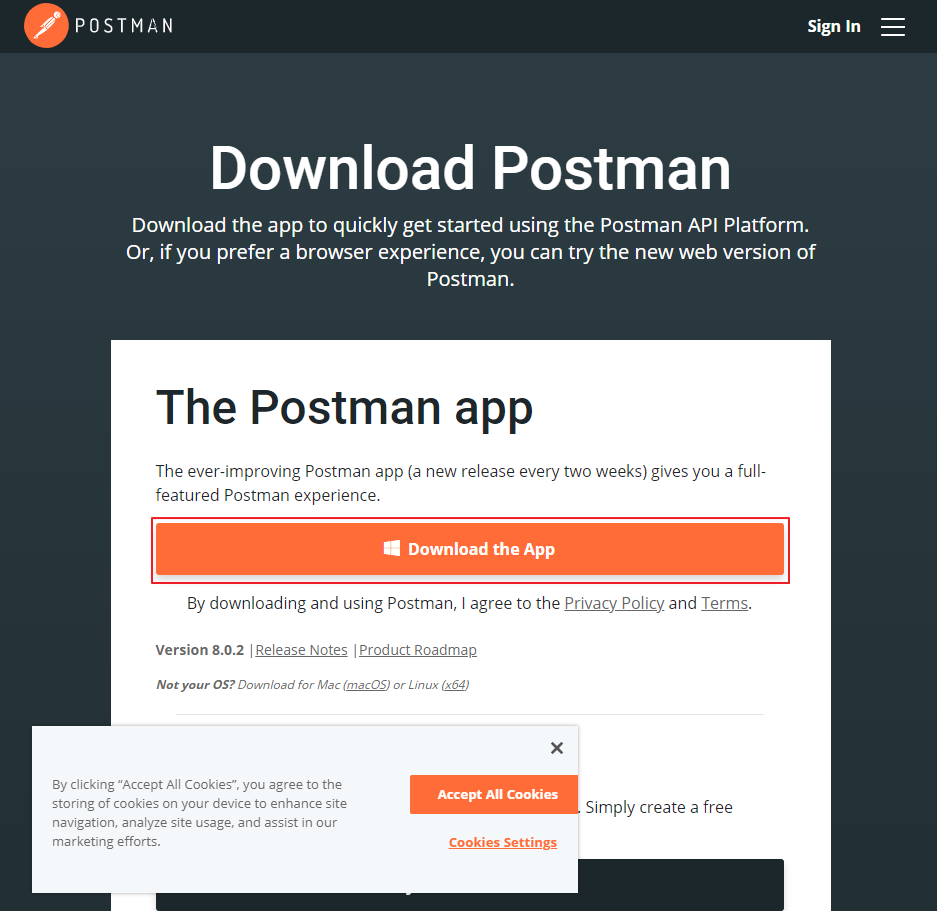 POSTMAN
Sign In
Download Postman
Download the app to quickly get started using the Postman API Platform.
Or, if you prefer a browser experience, you can try the new web version of
Postman.
The Postman app
The ever-improving Postman app (a new release every two weeks) gives you a full-
featured Postman experience.
Download the App
By downloading and using Postman, I agree to the Privacy Policy and Terms.
Version 8.0.2 | Release Notes | Product Roadmap
Not your OS? Download for Mac (macOS) or Linux (x64)
By clicking “Accept All Cookies”, you agree to the
storing of cookies on your device to enhance site
navigation, analyze site usage, and assist in our
marketing efforts.
Accept All Cookies
Cookies Settings
. Simply create a free